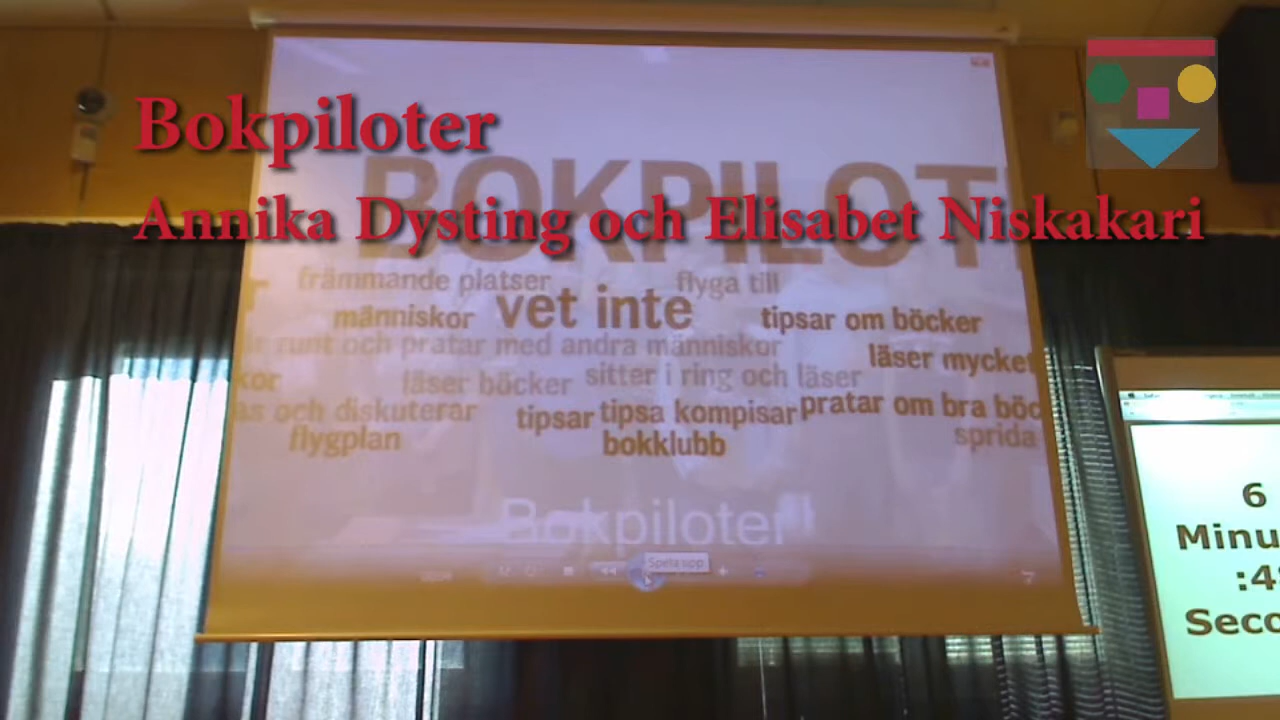 Bokpiloter
BOKPILOT
Annika Dysting och Elisabet Niskakari
främmande platser flyga till
människor vet inte tipsar om böcker
runt och pratar med andra människor
läser mycket
läser böcker sitter i ring och läser
och diskuterar tipsar tipsa kompisar pratar om bra
flygplan bokklubb sprida
Bokpiloter
Spela upp
6
Minu
:4
Seco